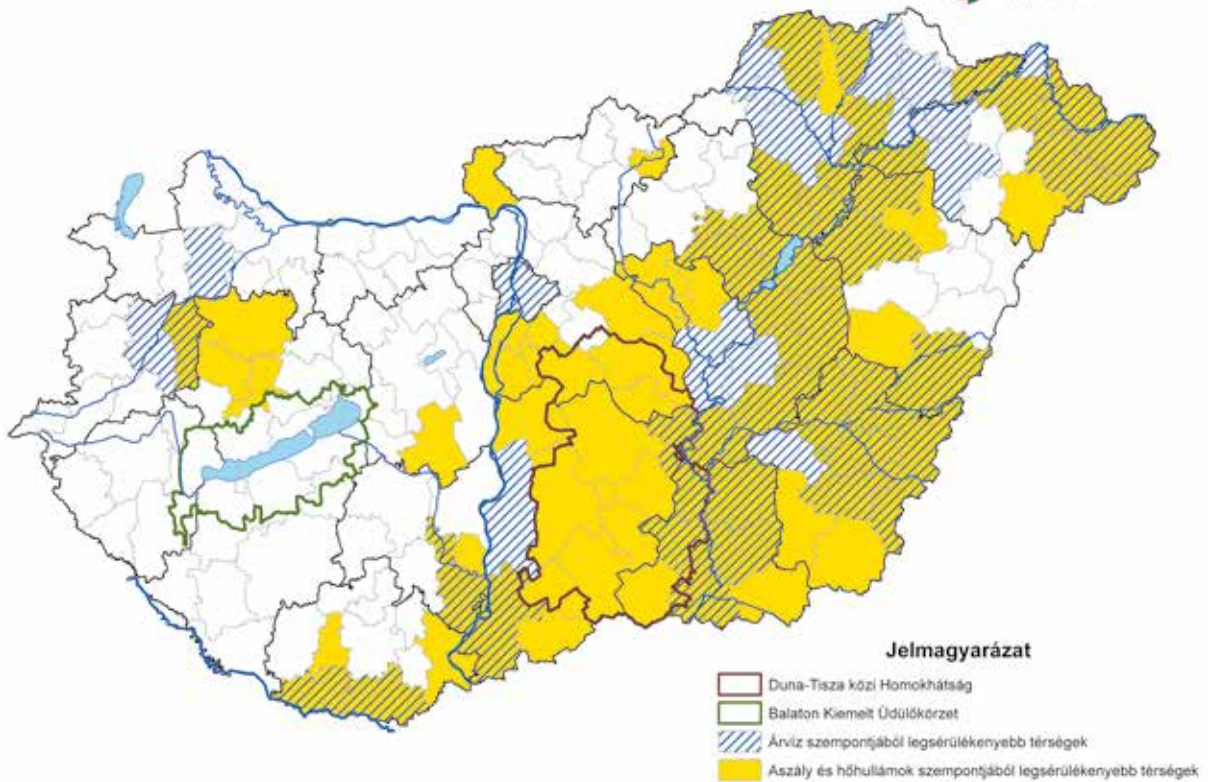 Jelmagyarázat
Duna-Tisza közi Homokhátság
Balaton Kiemelt Üdülőkörzet
Árvíz szempontjából legsérülékenyebb térségek
Aszály és hőhullámok szempontjából legsérülékenyebb térségek